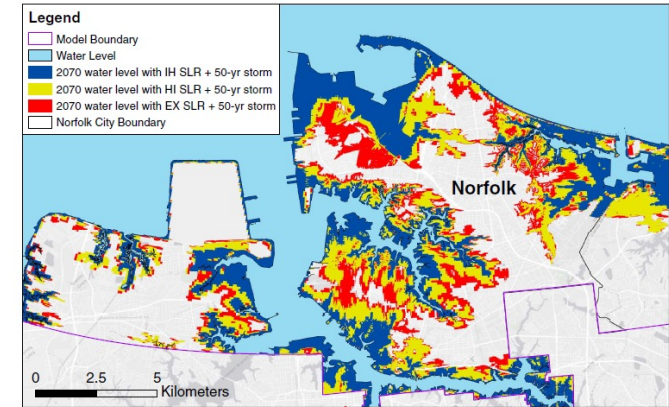 Legend
Model Boundary
Water Level
2070 water level with IH SLR + 50-yr storm
2070 water level with HI SLR + 50-yr storm
2070 water level with EX SLR + 50-yr storm
Norfolk City Boundary
Norfolk
0 2.5 5
Kilometers